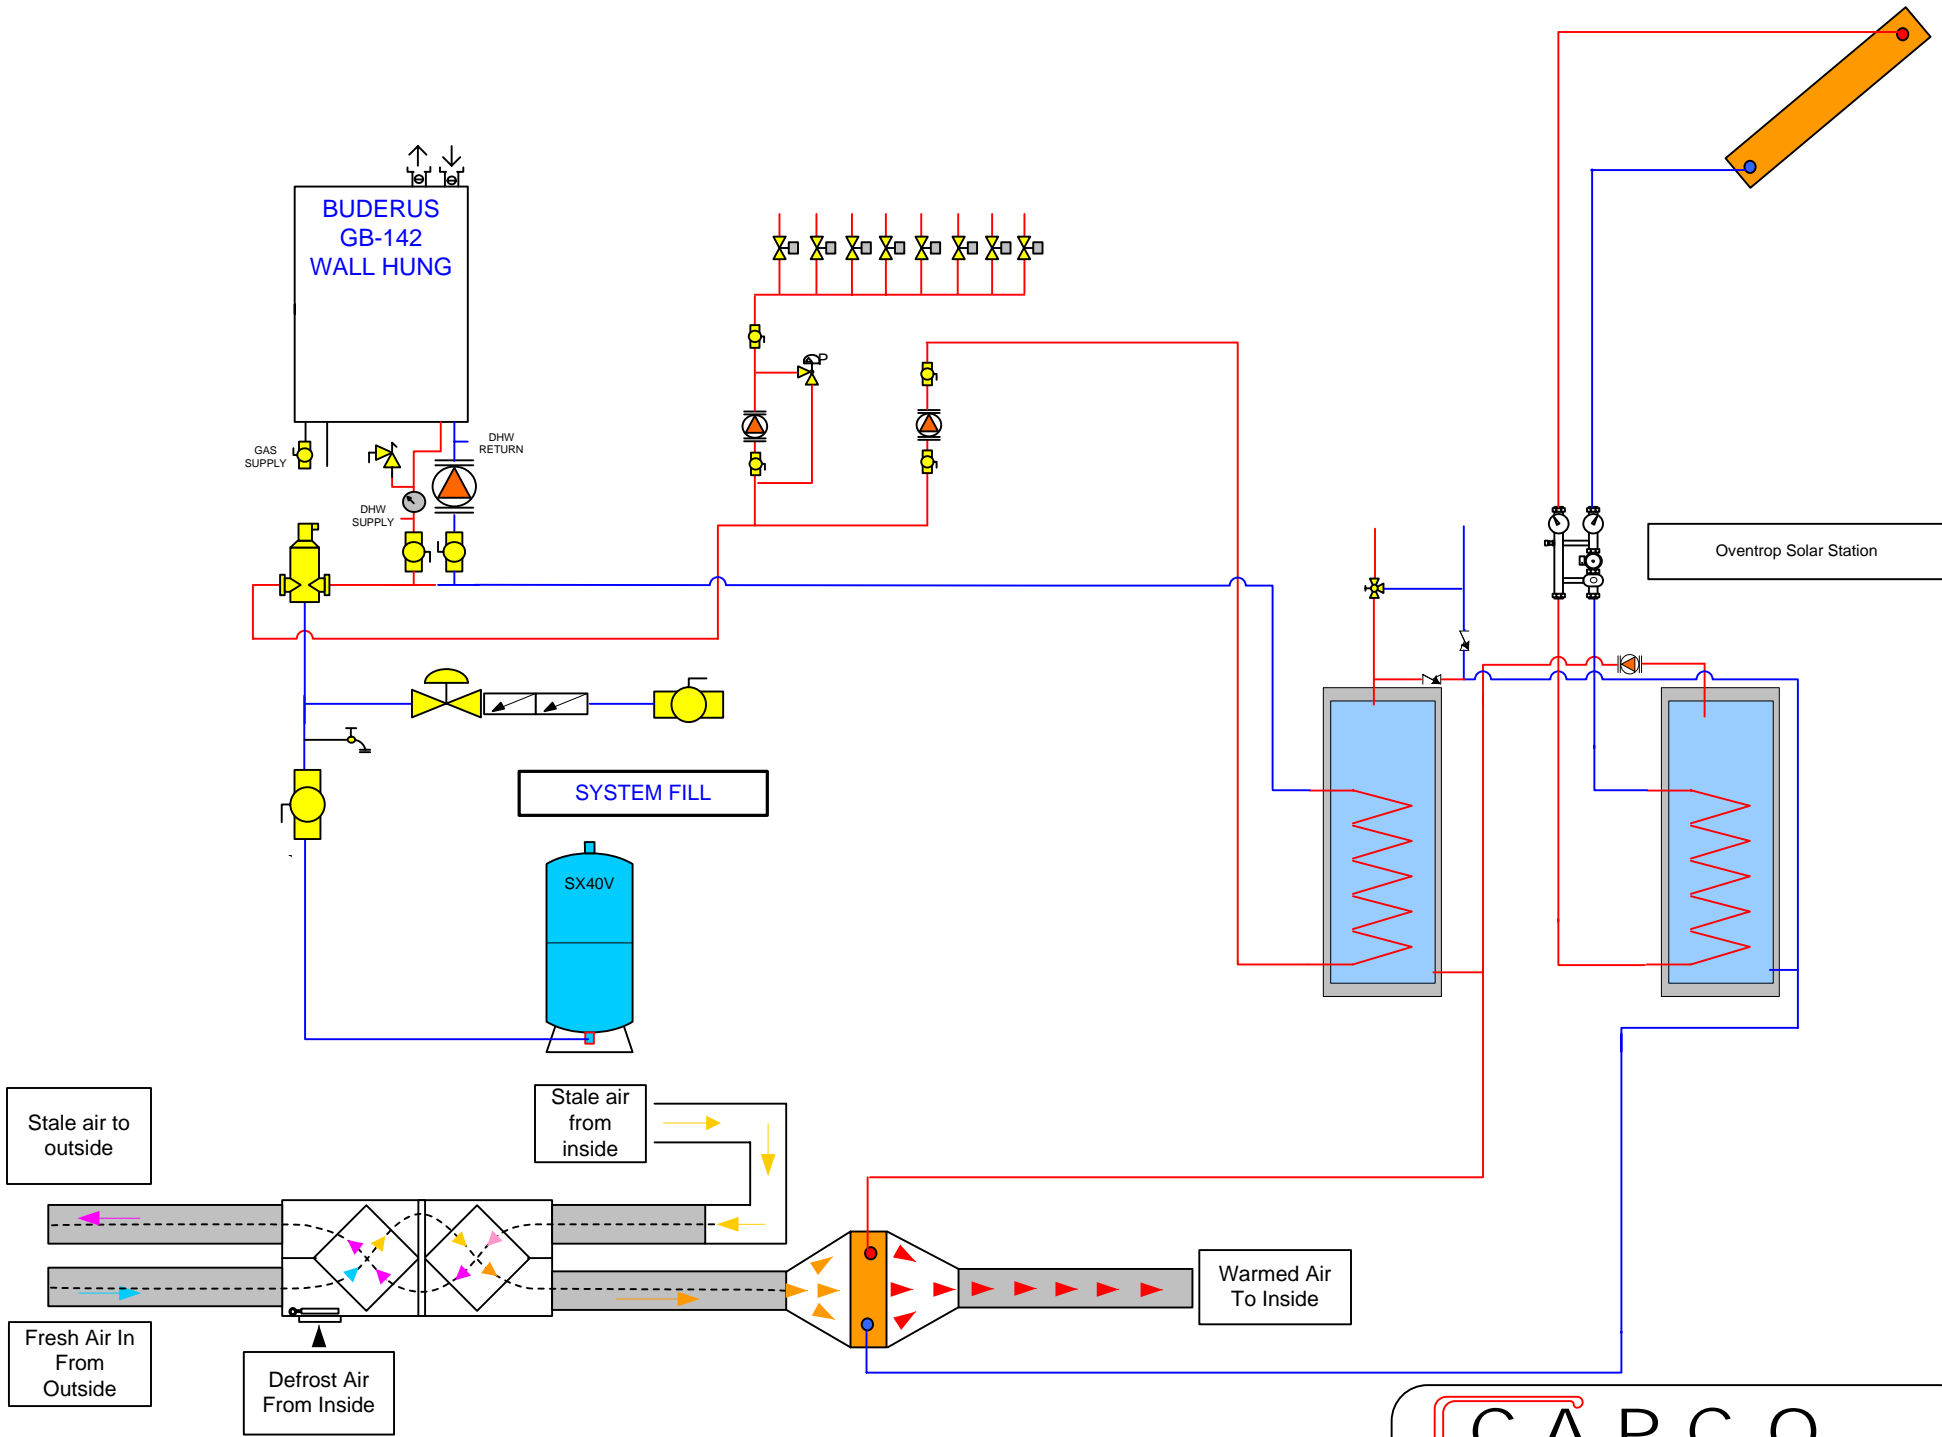 BUDERUS
GB-142
WALL HUNG
GAS
SUPPLY
DHW
RETURN
DHW
SUPPLY
P
Oventrop Solar Station
SYSTEM FILL
SX40V
Stale air to
outside
Stale air
from
inside
Fresh Air In
From
Outside
Defrost Air
From Inside
Warmed Air
To Inside
CAPCO